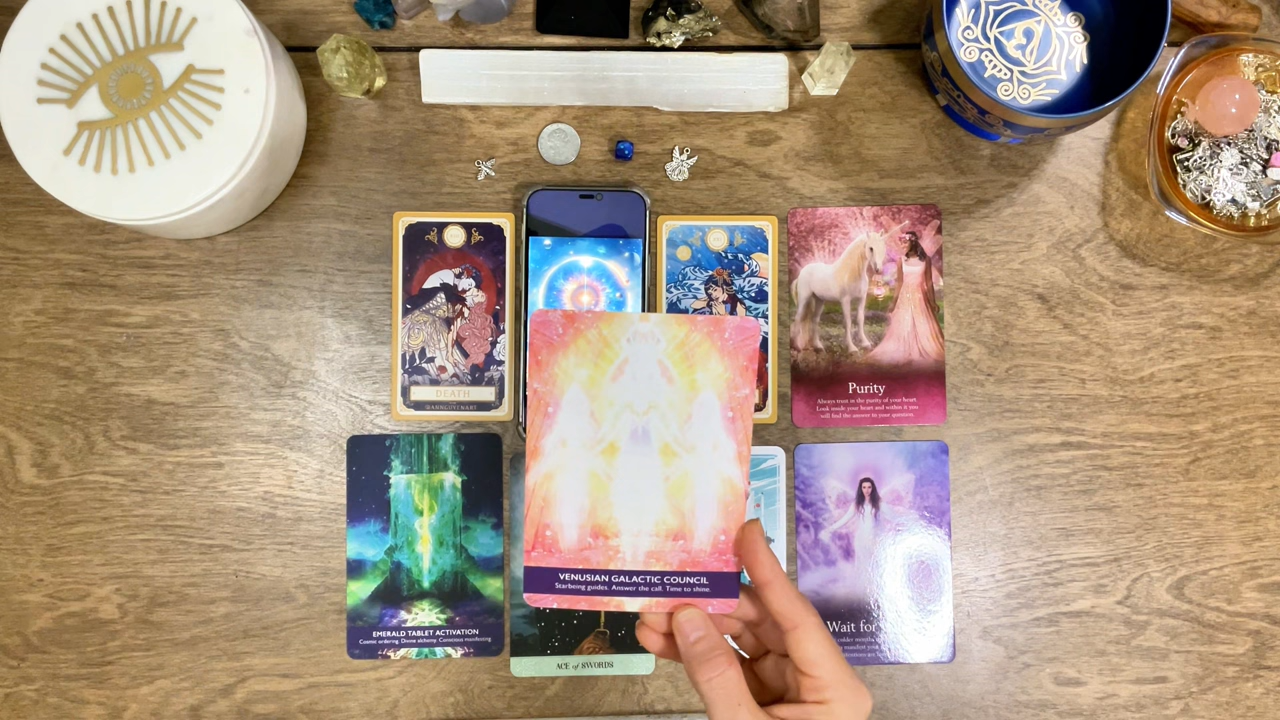 DEATH
Purity
Always trust in the purity of your heart.
Look inside your heart and within it you
will find the answer to your question.
VENUSIAN GALACTIC COUNCIL
Starbeing guides. Answer the call. Time to shine.
EMERALD TABLET ACTIVATION
Cosmic ordering. Divine alchemy. Conscious manifesting
ACE of SWORDS
Wait for
colder
manifest